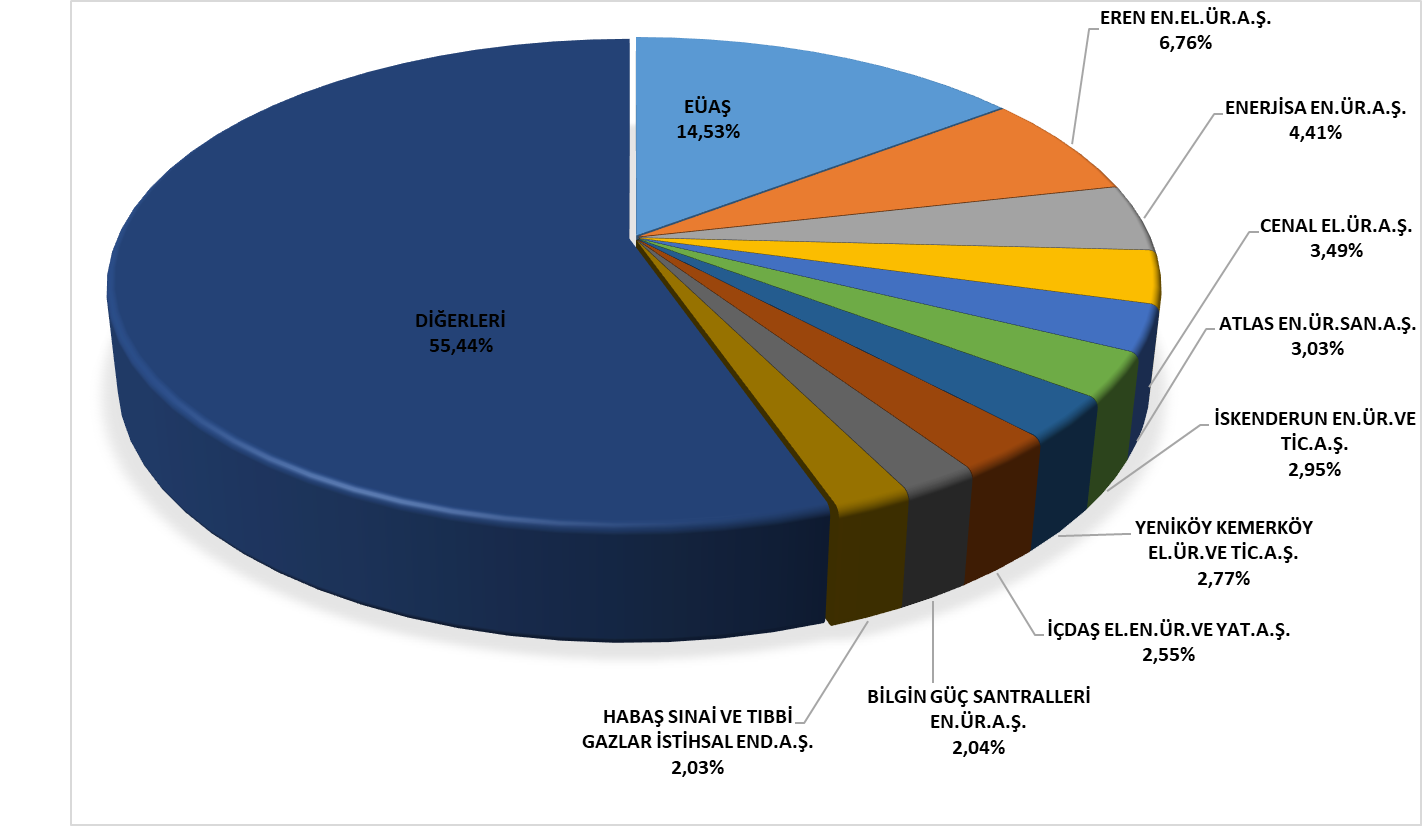 EREN EN.EL.ÜR.A.Ş.
6,76%
EÜAŞ
14,53%
ENERJİSA EN.ÜR.A.Ş.
4,41%
CENAL EL.ÜR.A.Ş.
3,49%
ATLAS EN.ÜR.SAN.A.Ş.
3,03%
DİĞERLERİ
55,44%
İSKENDERUN EN.ÜR.VE
TİC.A.Ş.
2,95%
YENİKÖY KEMERKÖY
EL.ÜR.VE TİC.A.Ş.
2,77%
İÇDAŞ EL.EN.ÜR.VE YAT.A.Ş.
2,55%
BİLGİN GÜÇ SANTRALLERİ
EN.ÜR.A.Ş.
2,04%
HABAŞ SINAİ VE TIBBİ
GAZLAR İSTİHSAL END.A.Ş.
2,03%